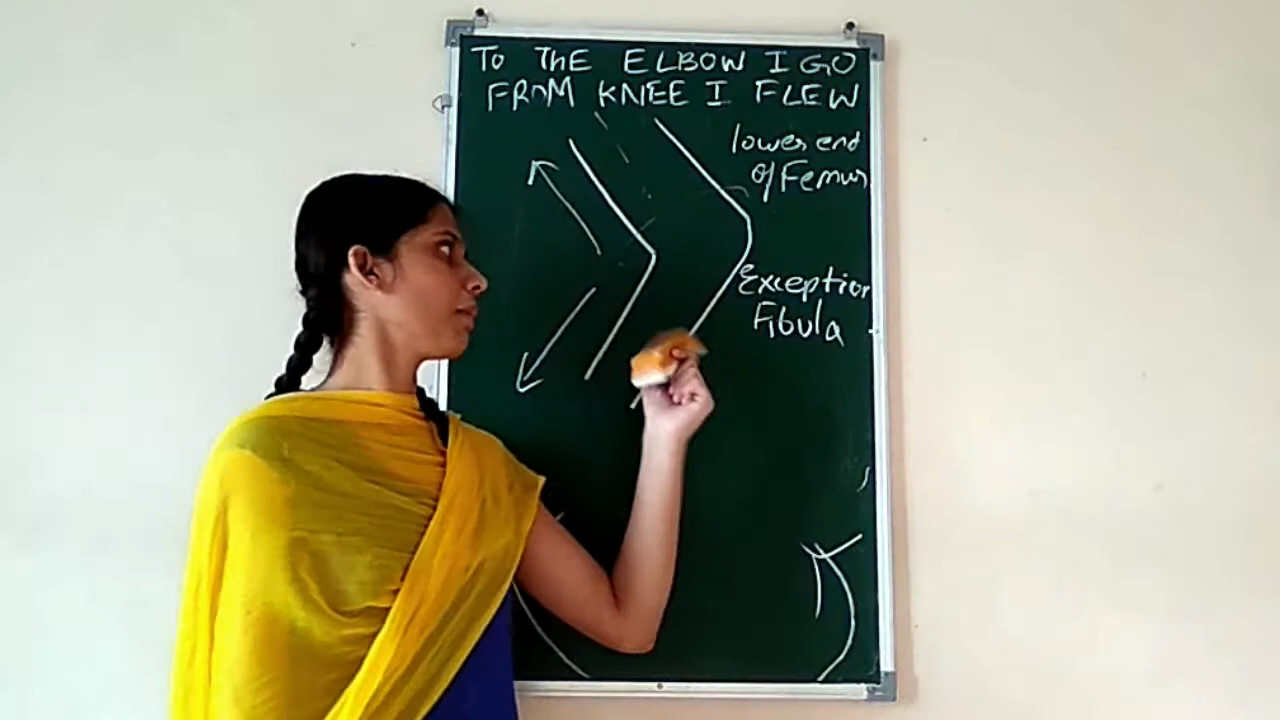 To ThE ELBOW I GO
FROM KNEE I FLEW
lower end
of Femur
Exception
Fibula